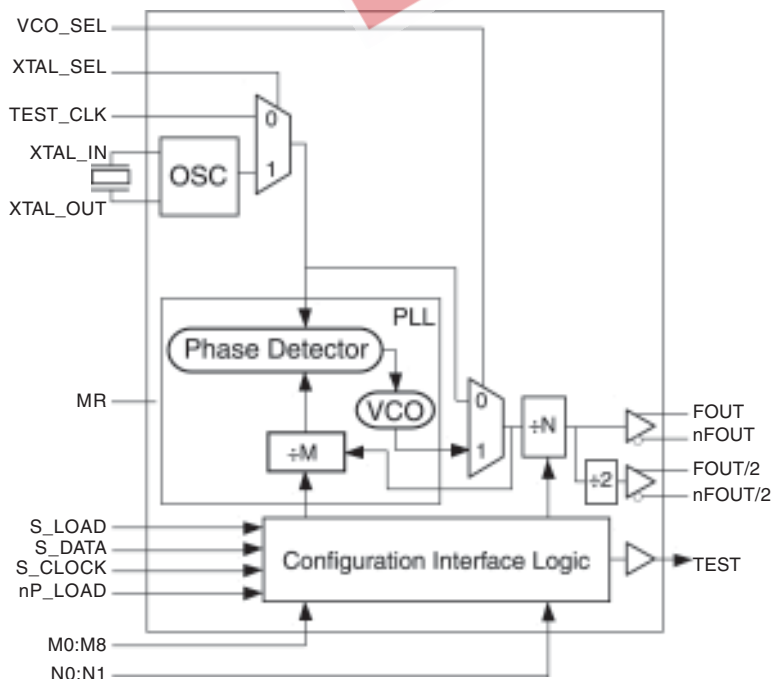 VCO_SEL
XTAL_SEL
TEST_CLK
0
XTAL_IN
OSC
1
XTAL_OUT
PLL
Phase Detector
MR
VCO
0
÷N
FOUT
nFOUT
÷M
1
÷2
FOUT/2
nFOUT/2
S_LOAD
S_DATA
S_CLOCK
nP_LOAD
Configuration Interface Logic
TEST
M0:M8
N0:N1